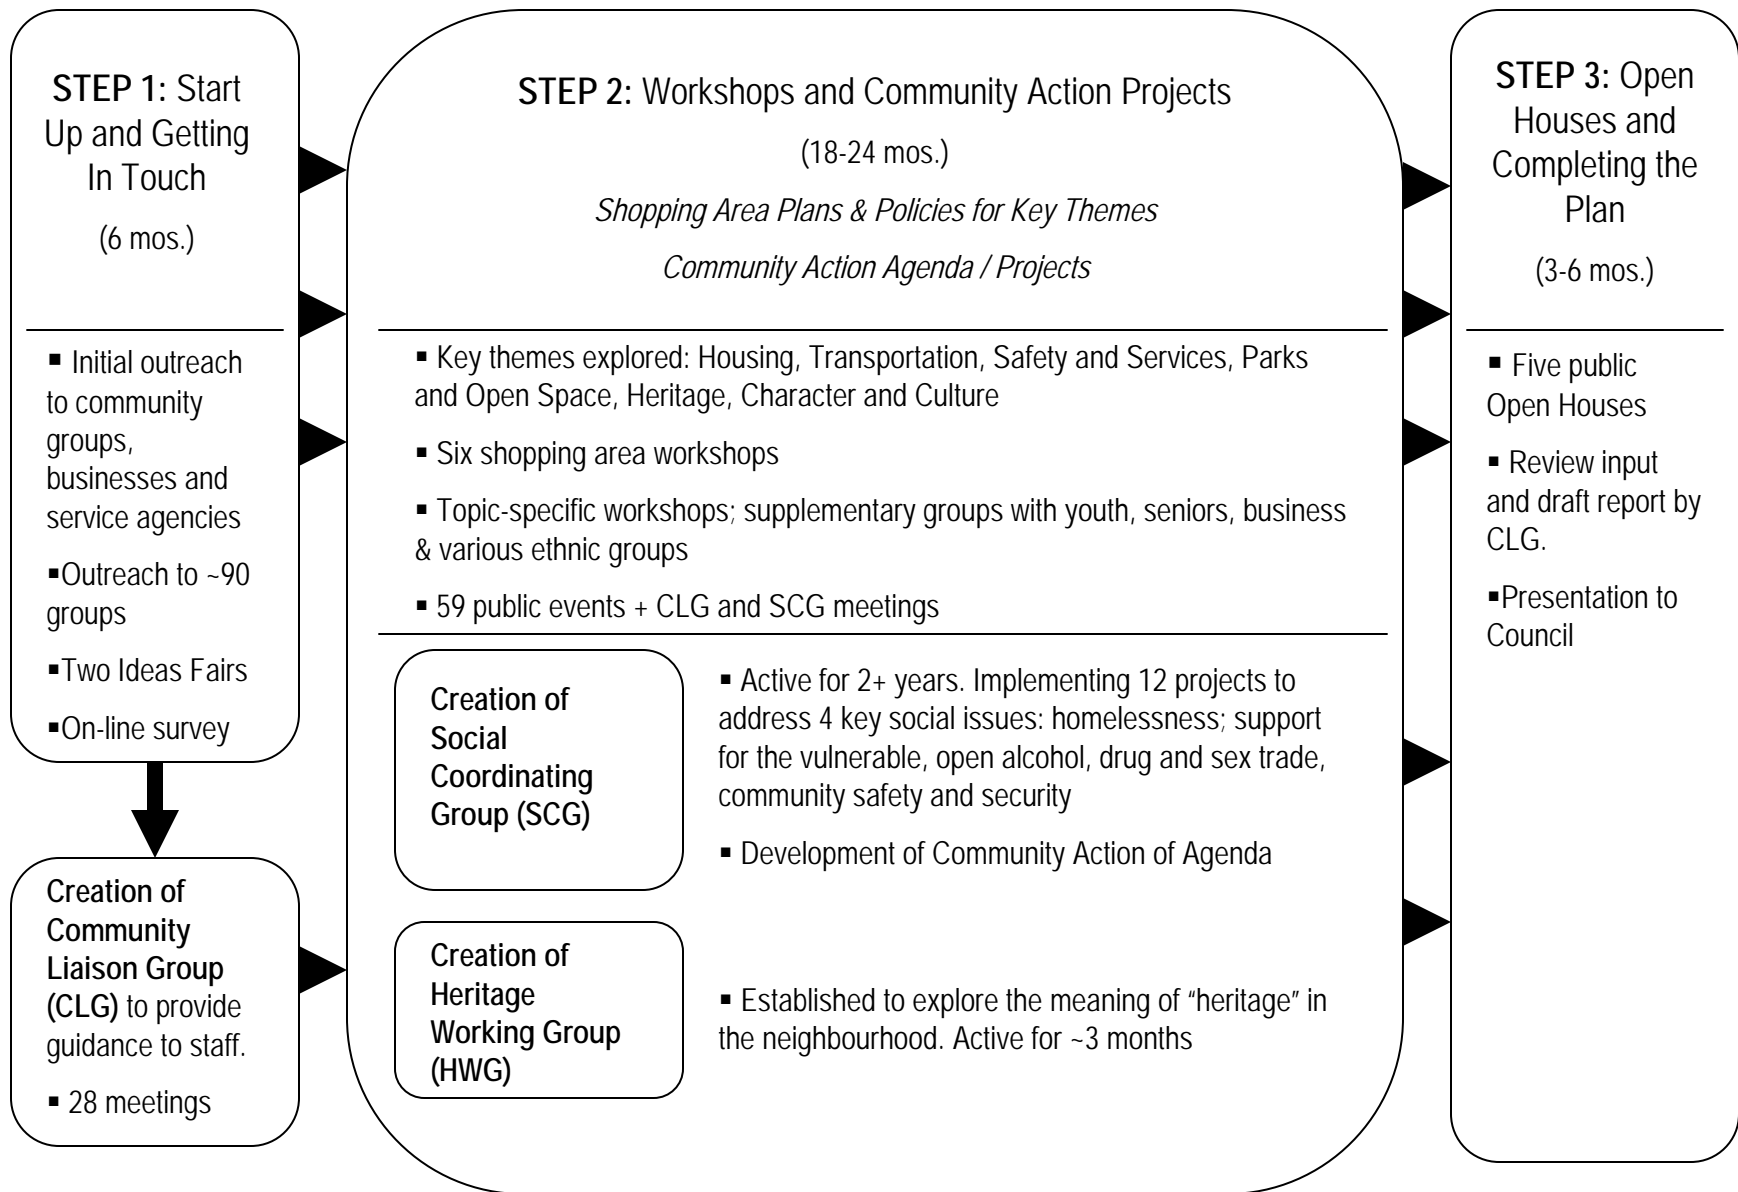 STEP 1: Start
Up and Getting
In Touch
(6 mos.)
▪ Initial outreach
to community
groups,
businesses and
service agencies
▪Outreach to ~90
groups
▪Two Ideas Fairs
▪On-line survey
Creation of
Community
Liaison Group
(CLG) to provide
guidance to staff.
▪ 28 meetings
STEP 2: Workshops and Community Action Projects
(18-24 mos.)
Shopping Area Plans & Policies for Key Themes
Community Action Agenda / Projects
▪ Key themes explored: Housing, Transportation, Safety and Services, Parks
and Open Space, Heritage, Character and Culture
▪ Six shopping area workshops
▪ Topic-specific workshops; supplementary groups with youth, seniors, business
& various ethnic groups
▪ 59 public events + CLG and SCG meetings
Creation of
Social
Coordinating
Group (SCG)
▪ Active for 2+ years. Implementing 12 projects to
address 4 key social issues: homelessness; support
for the vulnerable, open alcohol, drug and sex trade,
community safety and security
▪ Development of Community Action of Agenda
Creation of
Heritage
Working Group
(HWG)
▪ Established to explore the meaning of “heritage” in
the neighbourhood. Active for ~3 months
STEP 3: Open
Houses and
Completing the
Plan
(3-6 mos.)
▪ Five public
Open Houses
▪ Review input
and draft report by
CLG.
▪Presentation to
Council